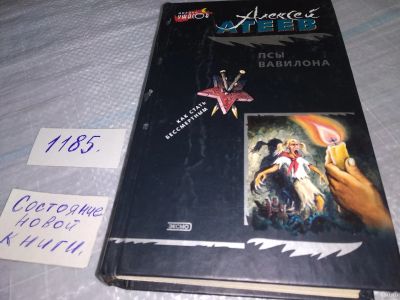 Алексей
АТЕЕВ
ПСЫ
ВАВИЛОНА
КАК СТАТЬ
БЕССМЕРТНЫМ
ЭКСМО
1185.
Состояние
новой
книги.